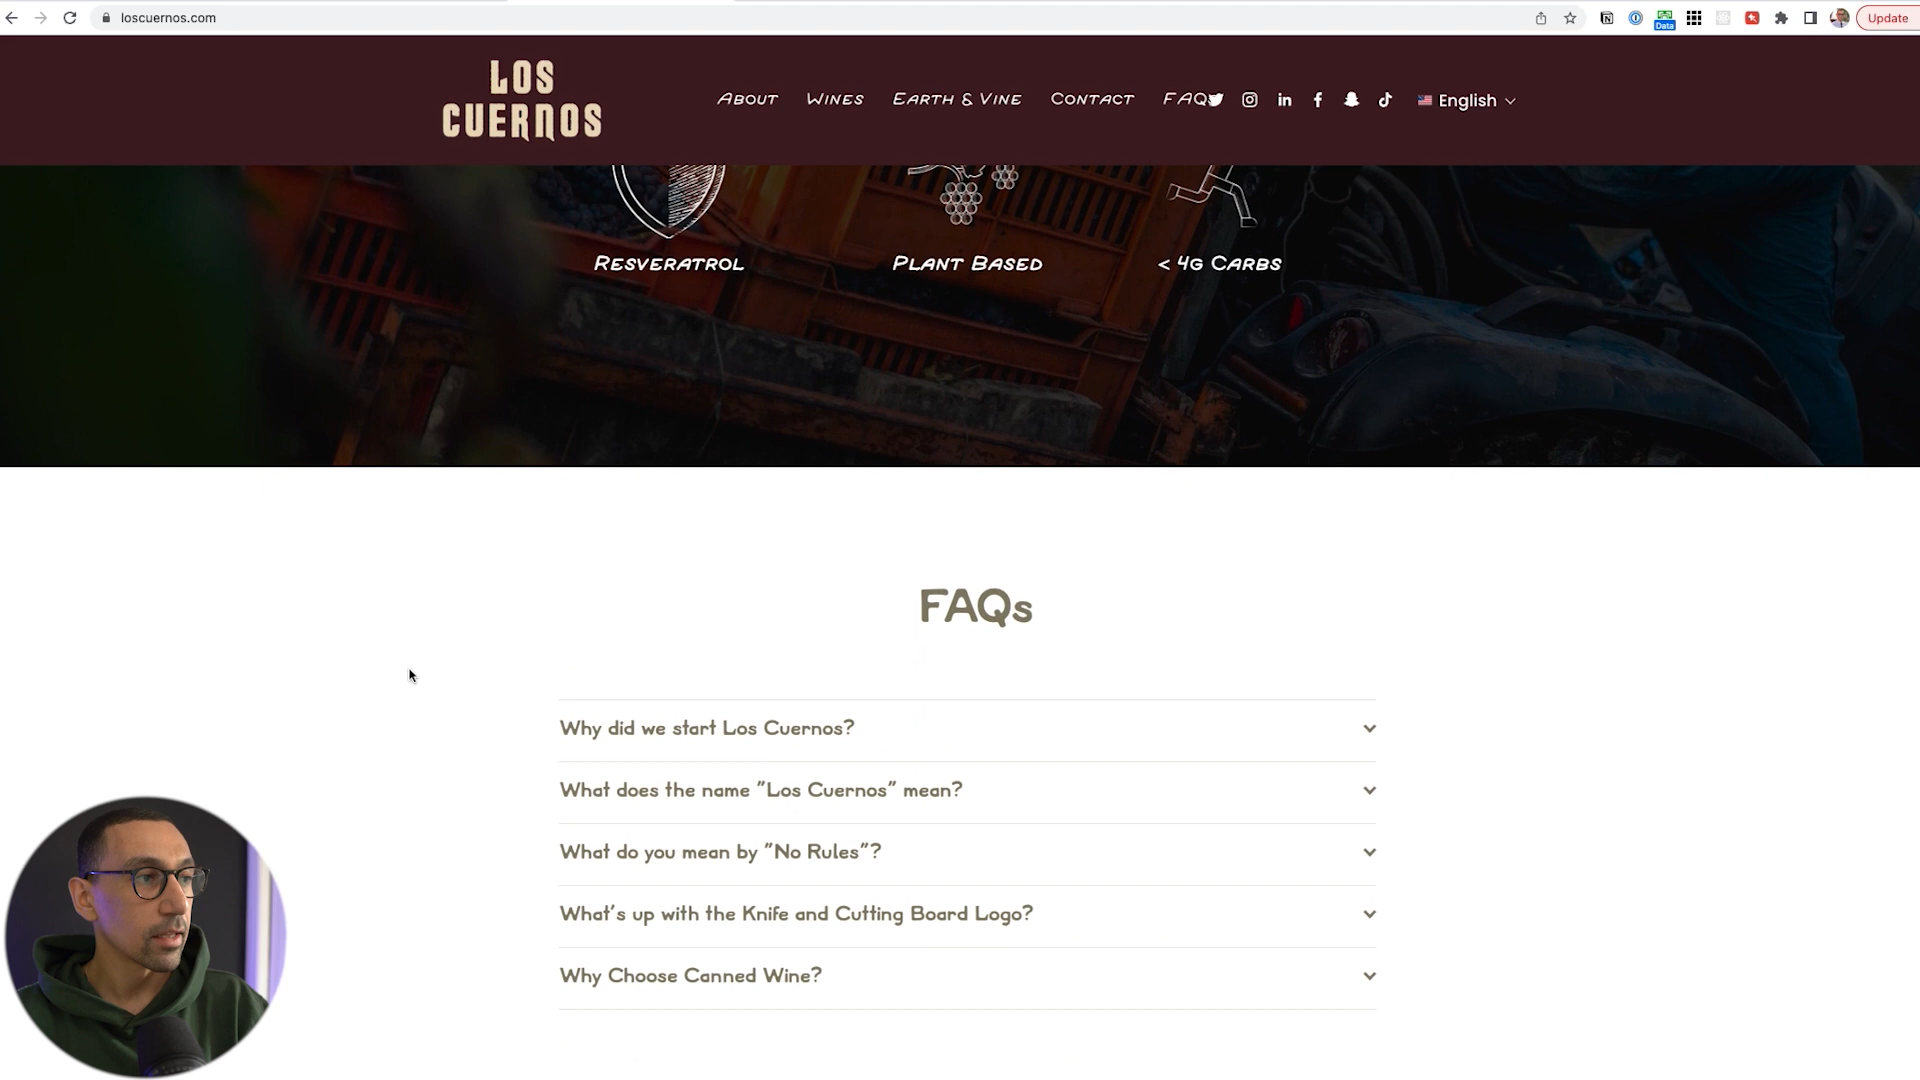 loscuernos.com
Data
Update
LOS
CUERNOS
About
Wines
Earth & Vine
Contact
FAQs
English
Resveratrol
Plant Based
< 4g Carbs
FAQs
Why did we start Los Cuernos?
What does the name "Los Cuernos" mean?
What do you mean by "No Rules"?
What's up with the Knife and Cutting Board Logo?
Why Choose Canned Wine?